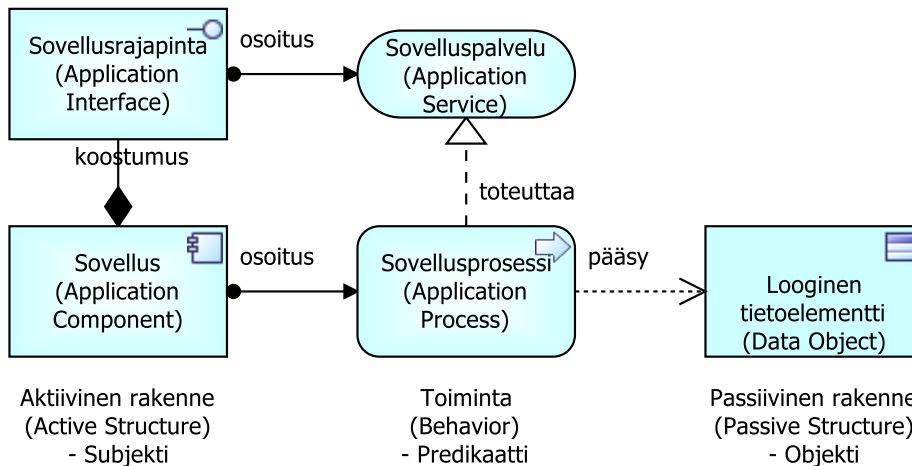 Sovellusrajapinta
(Application
Interface)
osoitus
Sovelluspalvelu
(Application
Service)
koostumus
toteuttaa
Sovellus
(Application
Component)
osoitus
Sovellusprosessi
(Application
Process)
pääsy
Looginen
tietoelementti
(Data Object)
Aktiivinen rakenne
(Active Structure)
- Subjekti
Toiminta
(Behavior)
- Predikaatti
Passiivinen rakenne
(Passive Structure)
- Objekti